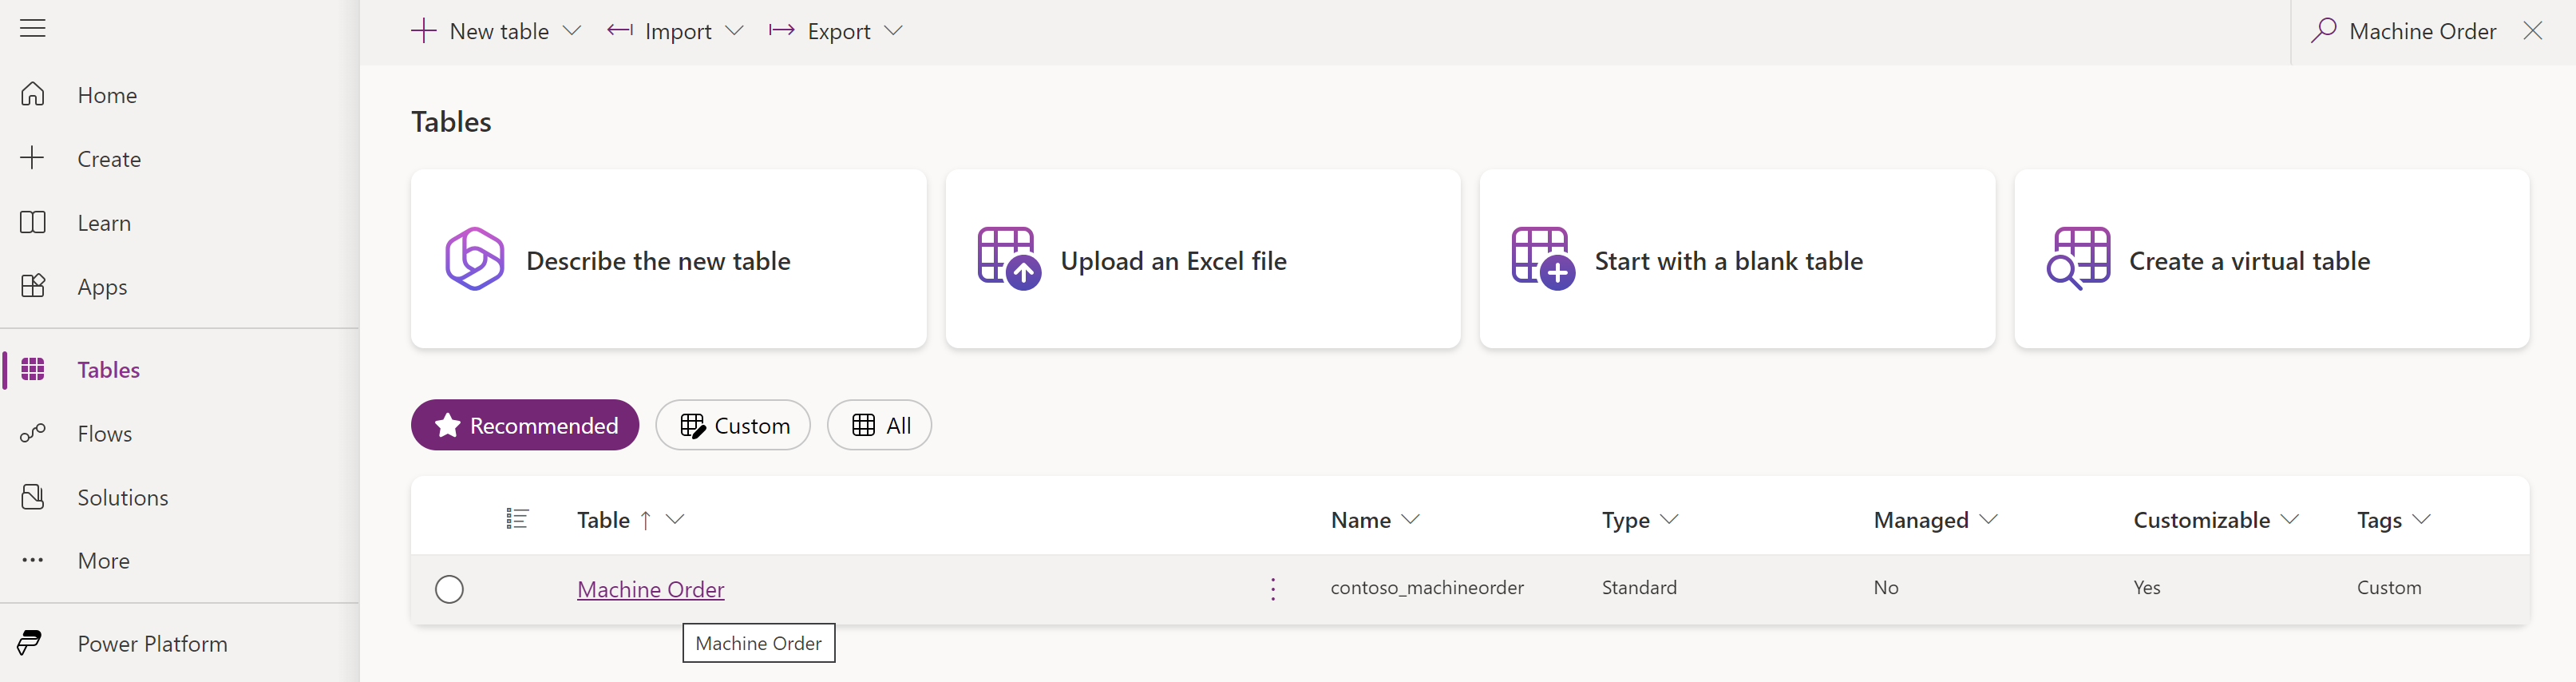 New table
Import
Export
Machine Order
Home
Create
Learn
Apps
Tables
Flows
Solutions
More
Power Platform
Tables
Describe the new table
Upload an Excel file
Start with a blank table
Create a virtual table
Recommended
Custom
All
Table ↑ Name Type Managed Customizable Tags
Machine Order contoso_machineorder Standard No Yes Custom
Machine Order